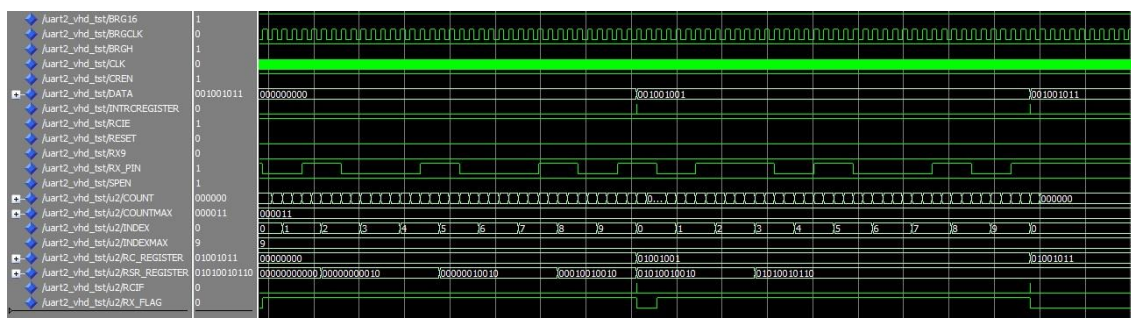 /uart2_vhd_tst/BRG16 1
/uart2_vhd_tst/BRGCLK 0
/uart2_vhd_tst/BRGH 1
/uart2_vhd_tst/CLK 0
/uart2_vhd_tst/CREN 1
/uart2_vhd_tst/DATA 001001011 000000000 001001001 001001011
/uart2_vhd_tst/INTRCREGISTER 0
/uart2_vhd_tst/RCIE 1
/uart2_vhd_tst/RESET 0
/uart2_vhd_tst/RX9 0
/uart2_vhd_tst/RX_PIN 1
/uart2_vhd_tst/SPEN 1
/uart2_vhd_tst/u2/COUNT 000000 0... 000000
/uart2_vhd_tst/u2/COUNTMAX 000011 000011
/uart2_vhd_tst/u2/INDEX 0 0 1 2 3 4 5 6 7 8 9 0 1 2 3 4 5 6 7 8 9 0
/uart2_vhd_tst/u2/INDEXMAX 9 9
/uart2_vhd_tst/u2/RC_REGISTER 01001011 00000000 01001001 01001011
/uart2_vhd_tst/u2/RSR_REGISTER 01010010110 00000000000 00000000010 00000010010 00010010010 01010010010 01010010110
/uart2_vhd_tst/u2/RCIF 0
/uart2_vhd_tst/u2/RX_FLAG 0